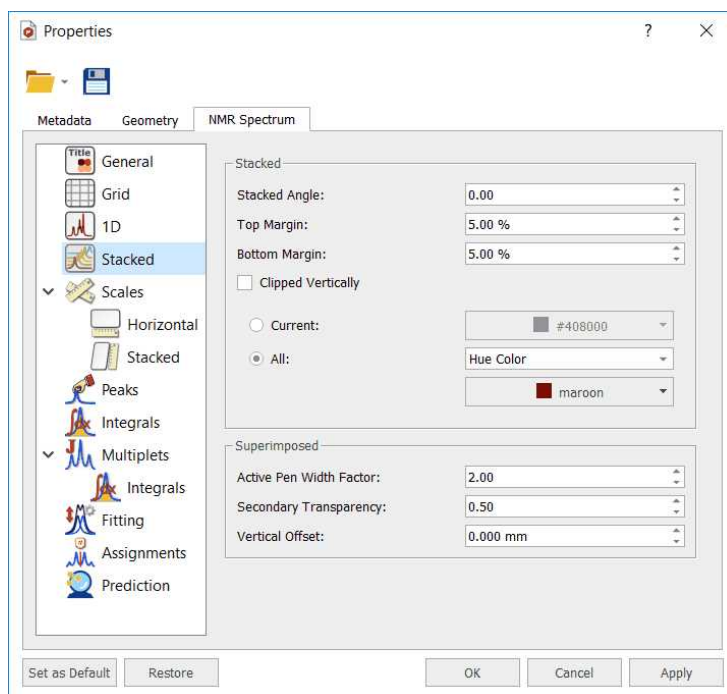 Properties
?
Metadata
Geometry
NMR Spectrum
Title
General
Grid
1D
Stacked
Scales
Horizontal
Stacked
Peaks
Integrals
Multiplets
Integrals
Fitting
Assignments
Prediction
Stacked
Stacked Angle: 0.00
Top Margin: 5.00 %
Bottom Margin: 5.00 %
Clipped Vertically
Current: #408000
All: Hue Color
maroon
Superimposed
Active Pen Width Factor: 2.00
Secondary Transparency: 0.50
Vertical Offset: 0.000 mm
Set as Default
Restore
OK
Cancel
Apply